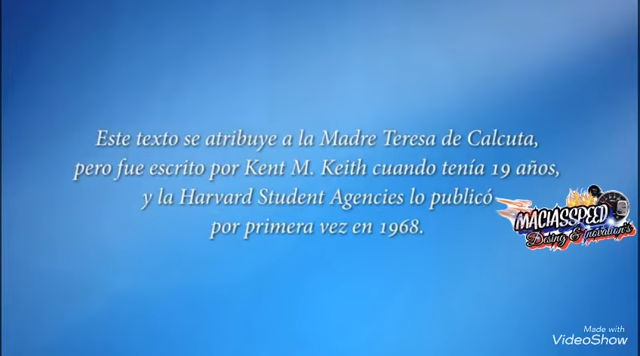 Este texto se atribuye a la Madre Teresa de Calcuta,
pero fue escrito por Kent M. Keith cuando tenía 19 años,
y la Harvard Student Agencies lo publicó
por primera vez en 1968.
MACIASSPEED
Desing & inovation's
Made with
VideoShow